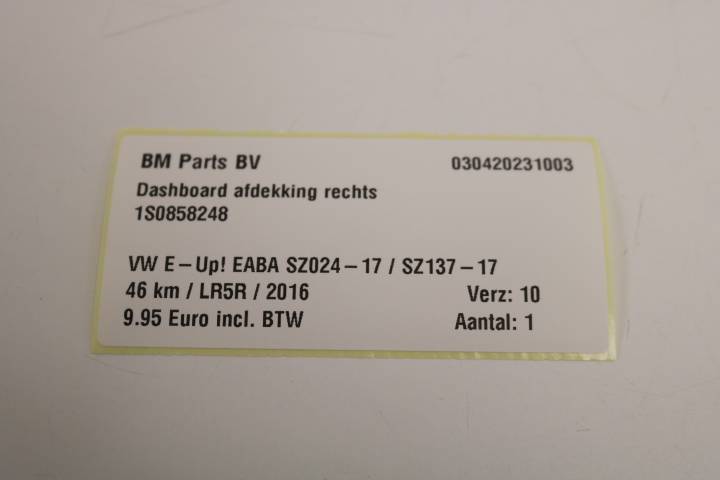 BM Parts BV 030420231003
Dashboard afdekking rechts
1S0858248
VW E-Up! EABA SZ024-17 / SZ137-17
46 km / LR5R / 2016 Verz: 10
9.95 Euro incl. BTW Aantal: 1